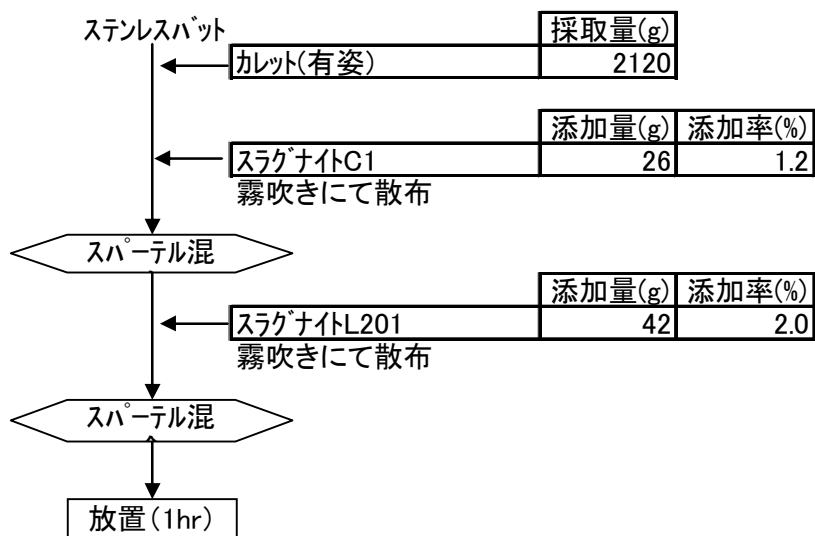 ステンレスバット
採取量(g)
カレット(有姿) 2120
添加量(g) 添加率(%)
スラグナイトC1 26 1.2
霧吹きにて散布
スパーテル混
添加量(g) 添加率(%)
スラグナイトL201 42 2.0
霧吹きにて散布
スパーテル混
放置(1hr)